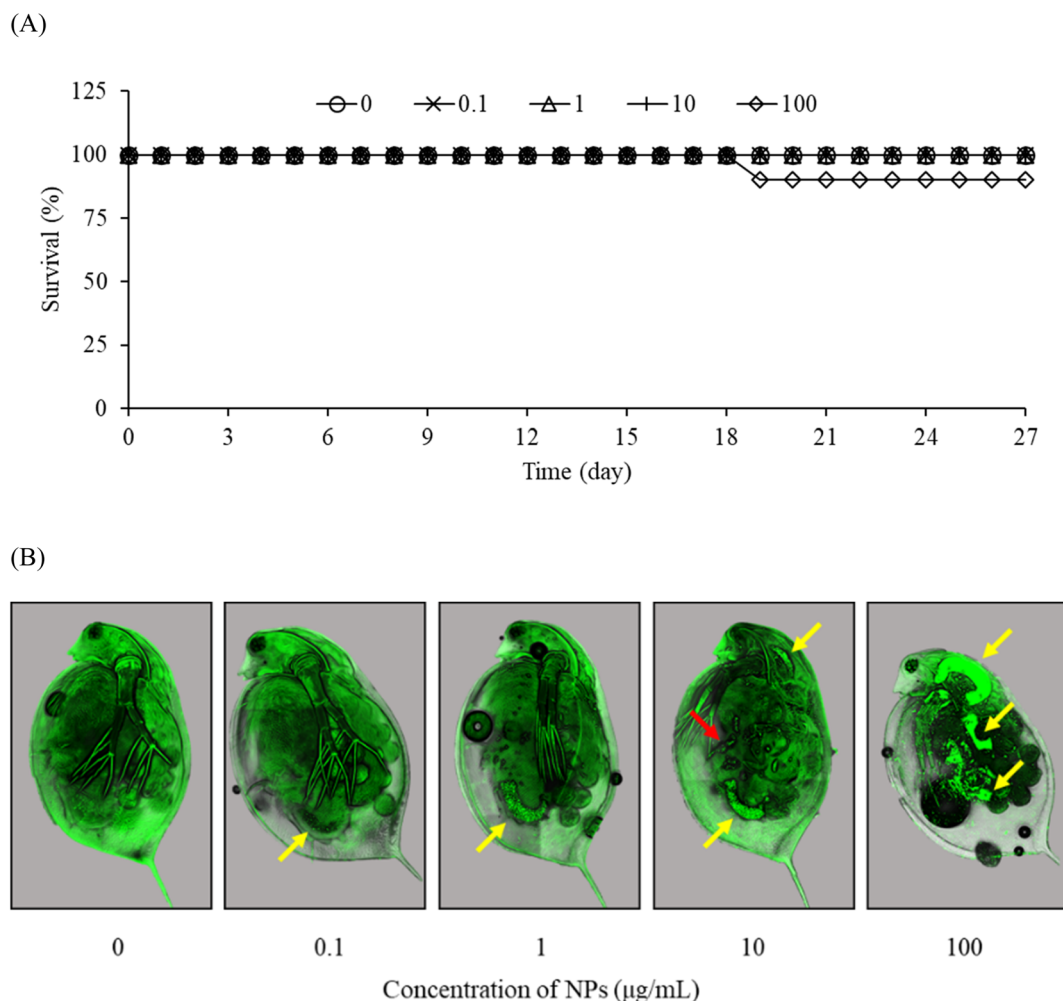 (A)
125
0 0.1 1 10 100
100
75
50
25
0
Survival (%)
0 3 6 9 12 15 18 21 24 27
Time (day)
(B)
0 0.1 1 10 100
Concentration of NPs (μg/mL)